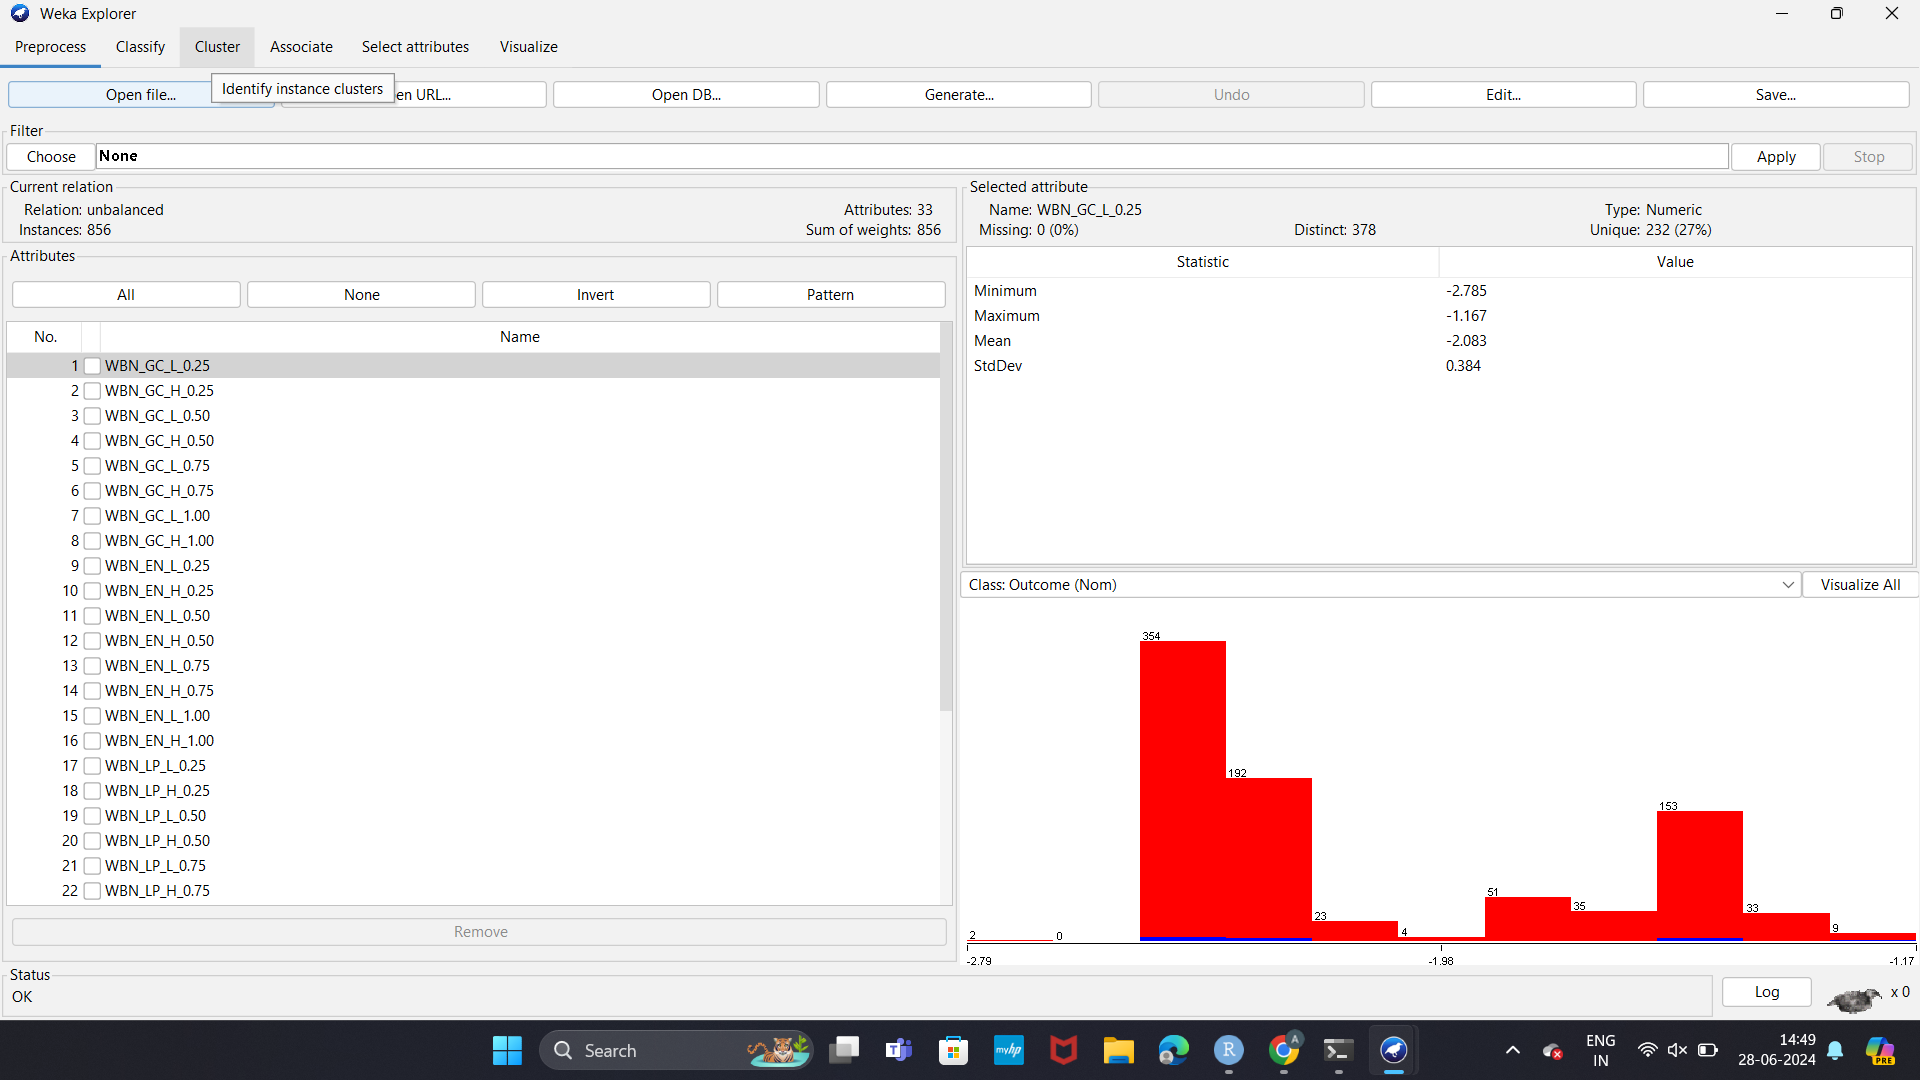 Weka Explorer
Preprocess Classify Cluster Associate Select attributes Visualize
Identify instance clusters
Open file... en URL... Open DB... Generate... Undo Edit... Save...
Filter
Choose None Apply Stop
Current relation
Relation: unbalanced Attributes: 33
Instances: 856 Sum of weights: 856
Selected attribute
Name: WBN_GC_L_0.25 Type: Numeric
Missing: 0 (0%) Distinct: 378 Unique: 232 (27%)
Attributes
All None Invert Pattern
No. Name
1 WBN_GC_L_0.25
2 WBN_GC_H_0.25
3 WBN_GC_L_0.50
4 WBN_GC_H_0.50
5 WBN_GC_L_0.75
6 WBN_GC_H_0.75
7 WBN_GC_L_1.00
8 WBN_GC_H_1.00
9 WBN_EN_L_0.25
10 WBN_EN_H_0.25
11 WBN_EN_L_0.50
12 WBN_EN_H_0.50
13 WBN_EN_L_0.75
14 WBN_EN_H_0.75
15 WBN_EN_L_1.00
16 WBN_EN_H_1.00
17 WBN_LP_L_0.25
18 WBN_LP_H_0.25
19 WBN_LP_L_0.50
20 WBN_LP_H_0.50
21 WBN_LP_L_0.75
22 WBN_LP_H_0.75
Remove
Statistic Value
Minimum -2.785
Maximum -1.167
Mean -2.083
StdDev 0.384
Class: Outcome (Nom) Visualize All
354
192
153
51
35
33
23
9
4
2 0
-2.79 -1.98 -1.17
Status
OK
Log x 0
Search
myhp
R
A
ENG
IN
14:49
28-06-2024
PRE